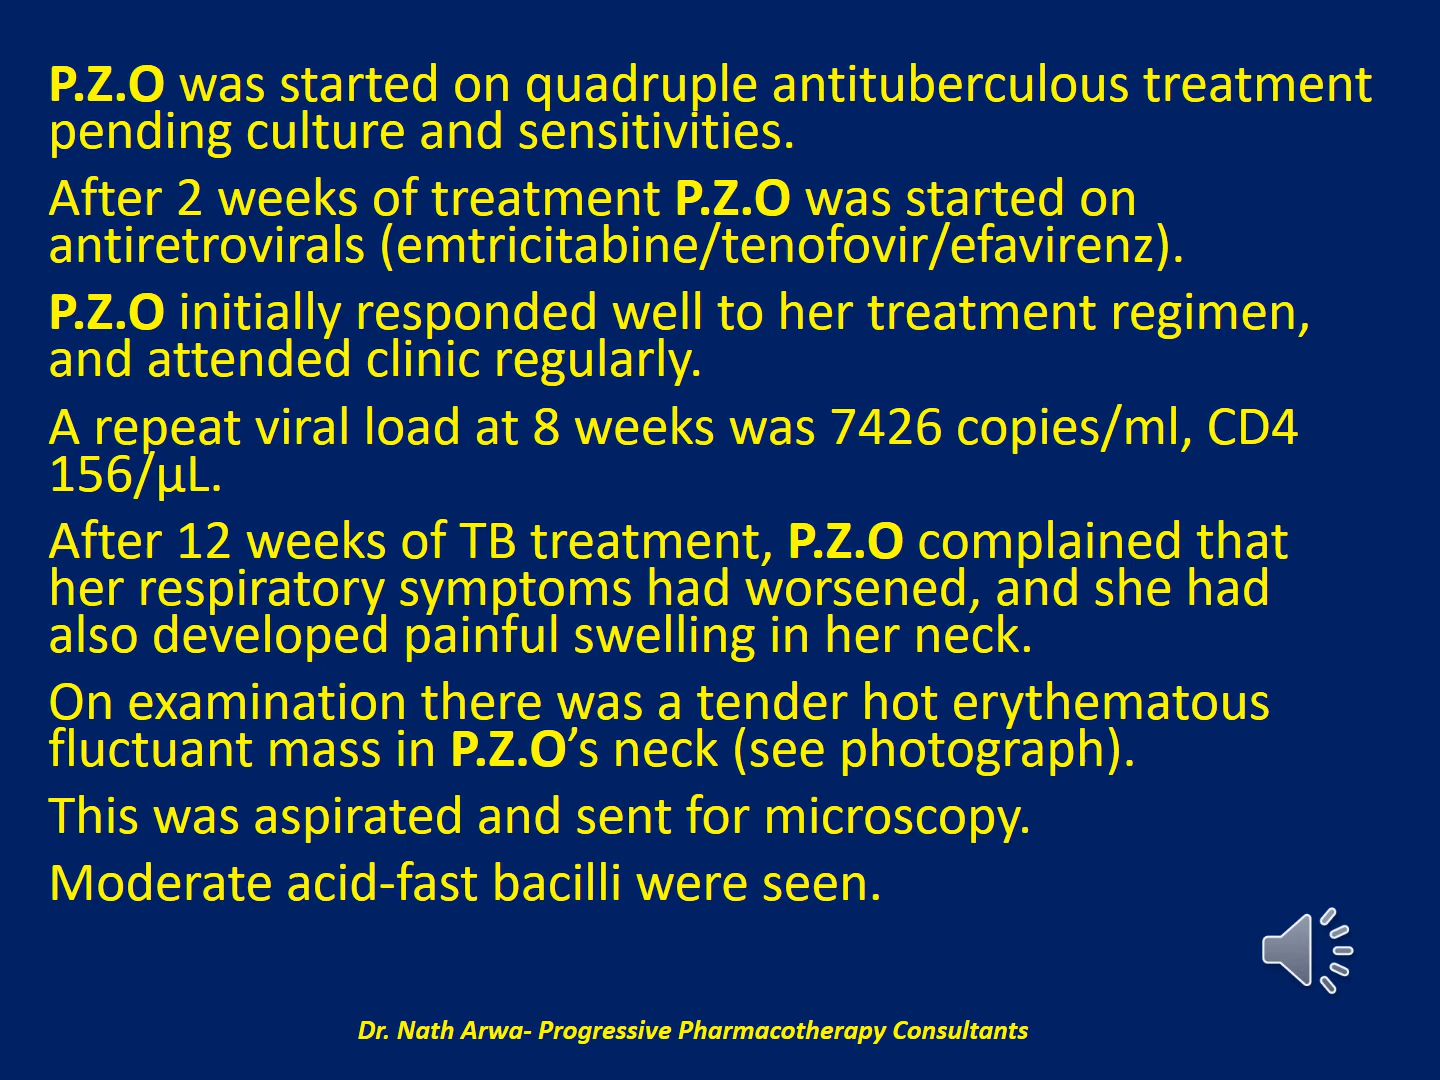 P.Z.O was started on quadruple antituberculous treatment
pending culture and sensitivities.
After 2 weeks of treatment P.Z.O was started on
antiretrovirals (emtricitabine/tenofovir/efavirenz).
P.Z.O initially responded well to her treatment regimen,
and attended clinic regularly.
A repeat viral load at 8 weeks was 7426 copies/ml, CD4
156/µL.
After 12 weeks of TB treatment, P.Z.O complained that
her respiratory symptoms had worsened, and she had
also developed painful swelling in her neck.
On examination there was a tender hot erythematous
fluctuant mass in P.Z.O’s neck (see photograph).
This was aspirated and sent for microscopy.
Moderate acid-fast bacilli were seen.
Dr. Nath Arwa- Progressive Pharmacotherapy Consultants